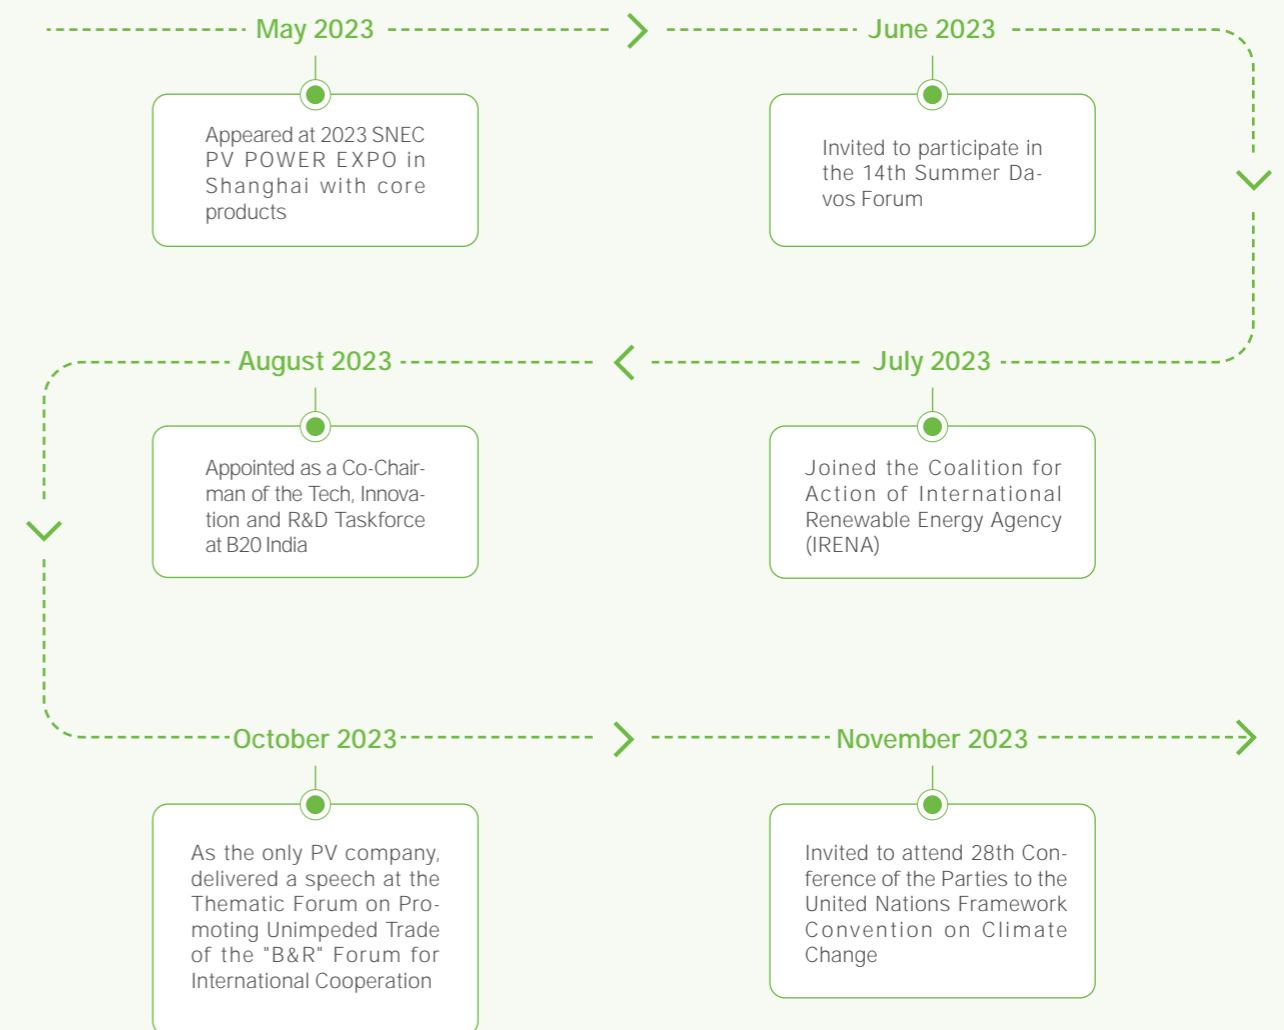 May 2023
Appeared at 2023 SNEC
PV POWER EXPO in
Shanghai with core
products
June 2023
Invited to participate in
the 14th Summer Da-
vos Forum
July 2023
Joined the Coalition for
Action of International
Renewable Energy Agency
(IRENA)
August 2023
Appointed as a Co-Chair-
man of the Tech, Innova-
tion and R&D Taskforce
at B20 India
October 2023
As the only PV company,
delivered a speech at the
Thematic Forum on Pro-
moting Unimpeded Trade
of the "B&R" Forum for
International Cooperation
November 2023
Invited to attend 28th Con-
ference of the Parties to the
United Nations Framework
Convention on Climate
Change